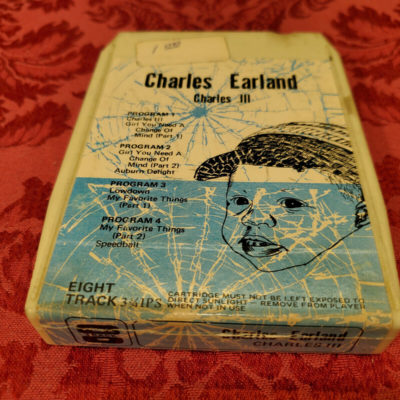 1.00
Charles Earland
Charles III
PROGRAM 1
Charles III
Girl You Need A
Change Of
Mind (Part 1)
PROGRAM 2
Girl You Need A
Change Of
Mind (Part 2)
Auburn Delight
PROGRAM 3
Lowdown
My Favorite Things
(Part 1)
PROGRAM 4
My Favorite Things
(Part 2)
Speedball
EIGHT
TRACK 3¾ IPS
CARTRIDGE MUST NOT BE LEFT EXPOSED TO
DIRECT SUNLIGHT - REMOVE FROM PLAYER
WHEN NOT IN USE
Charles Earland
CHARLES III